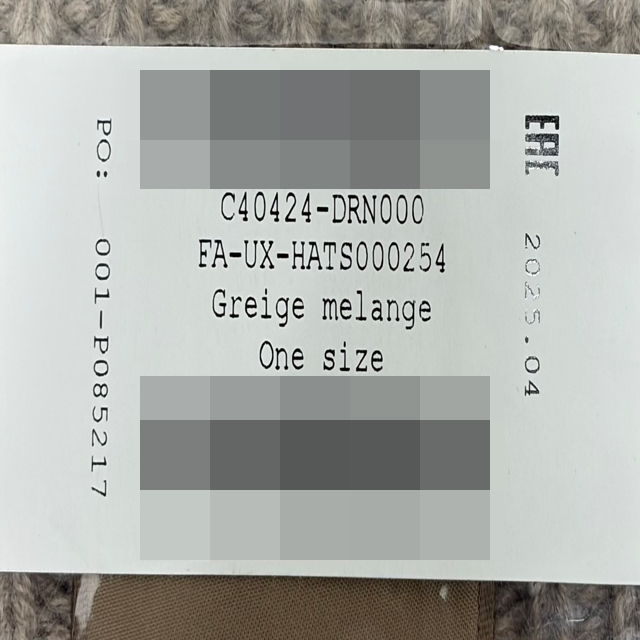 C40424-DRN000
FA-UX-HATS000254
Greige melange
One size
PO: 001-P085217
EAC
2025.04